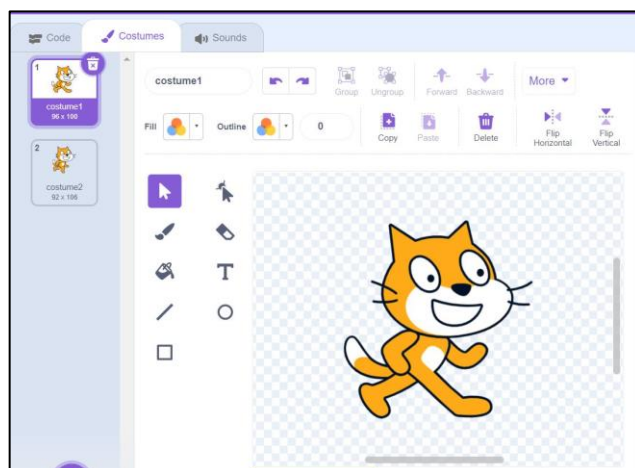 Code
Costumes
Sounds
1
costume1
96 x 100
2
costume2
92 x 106
costume1
Group
Ungroup
Forward
Backward
More
Fill
Outline
0
Copy
Paste
Delete
Flip
Horizontal
Flip
Vertical
T